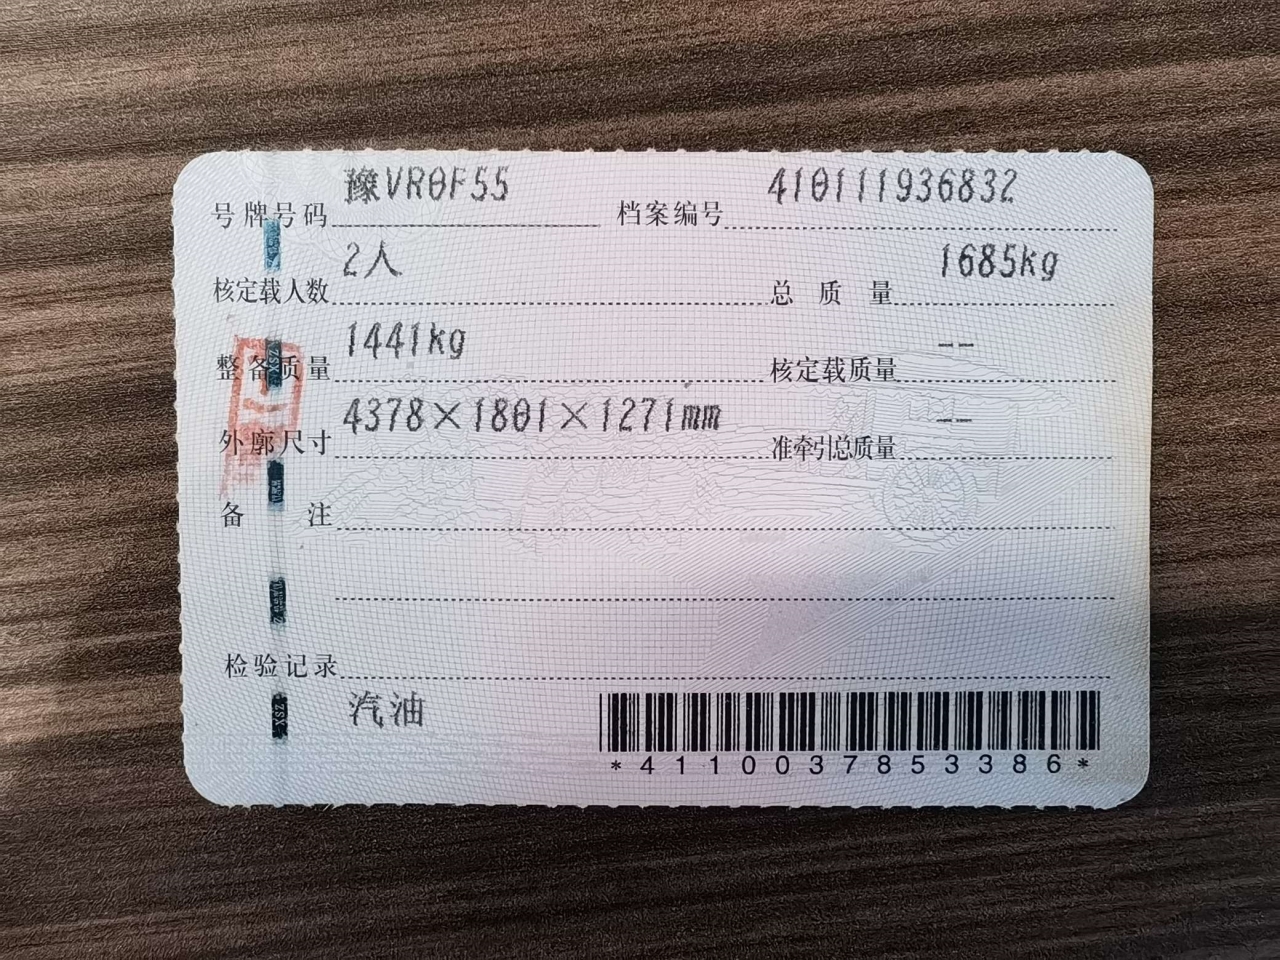 号牌号码 豫VR0F55 档案编号 410111936832
核定载人数 2人 总质量 1685kg
整备质量 1441kg 核定载质量 --
外廓尺寸 4378×1801×1271mm 准牵引总质量 --
备注
检验记录
汽油
*4110037853386*